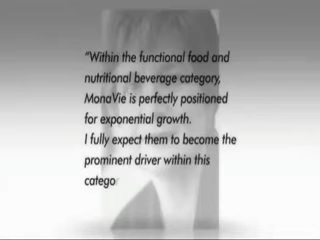 "Within the functional food and
nutritional beverage category,
MonaVie is perfectly positioned
for exponential growth.
I fully expect them to become the
prominent driver within this
catego